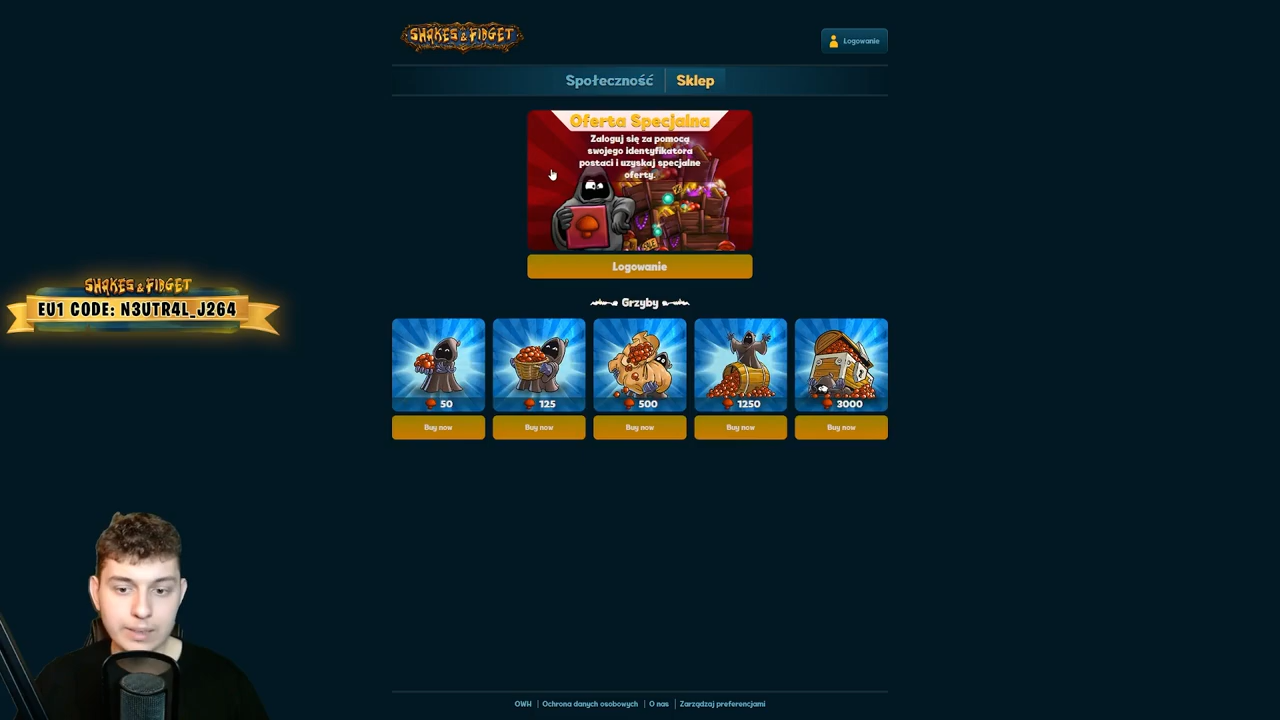 SHAKES & FIDGET
Logowanie
Społeczność
Sklep
Oferta Specjalna
Zaloguj się za pomocą
swojego identyfikatora
postaci i uzyskaj specjalne
oferty.
Logowanie
SHAKES & FIDGET
EU1 CODE: N3UTR4L_J264
Grzyby
50
125
500
1250
3000
Buy now
Buy now
Buy now
Buy now
Buy now
OWH
Ochrona danych osobowych
O nas
Zarządzaj preferencjami